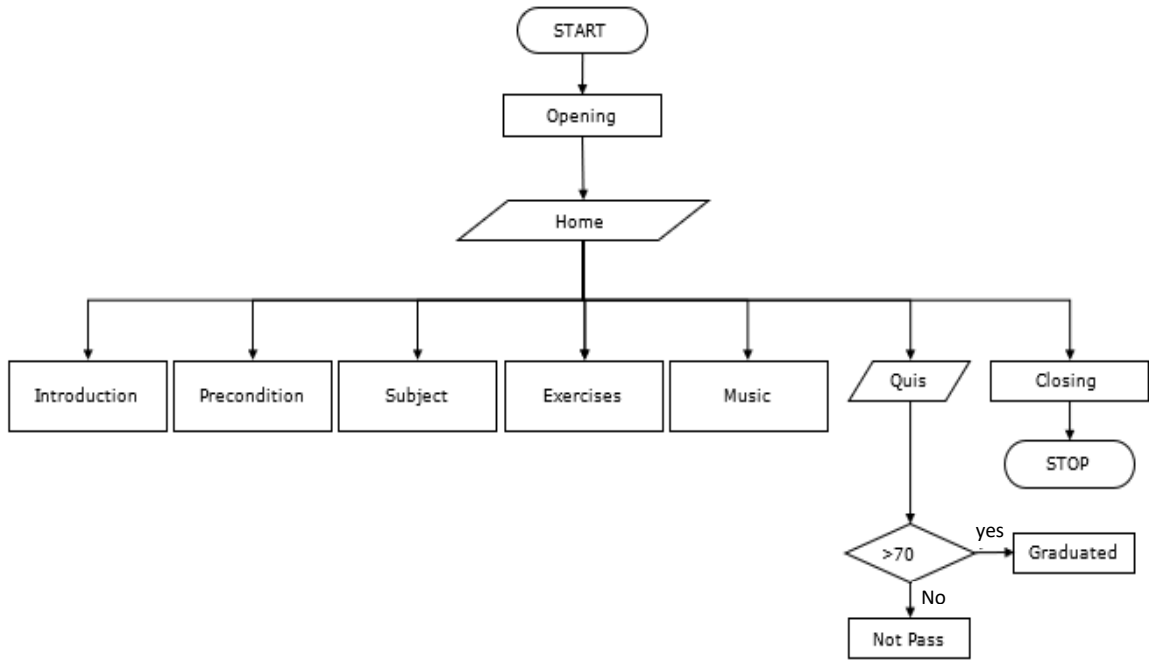 START
Opening
Home
Introduction
Precondition
Subject
Exercises
Music
Quis
Closing
STOP
>70
yes
Graduated
No
Not Pass